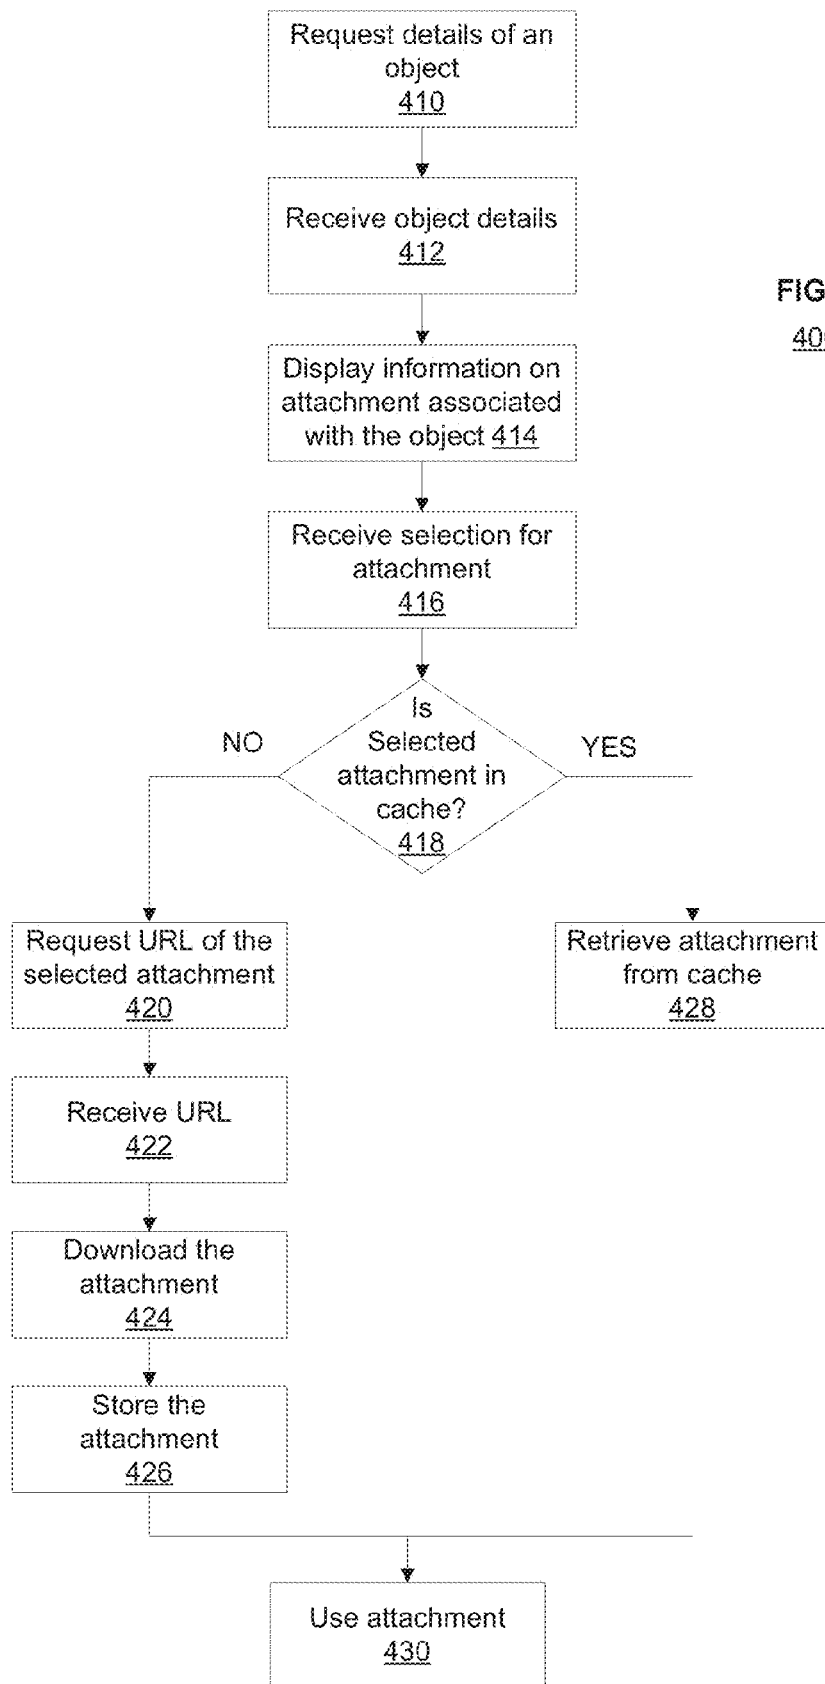 Request details of an
object
410
Receive object details
412
FIG
40
Display information on
attachment associated
with the object 414
Receive selection for
attachment
416
Is
Selected
attachment in
cache?
418
NO
YES
Request URL of the
selected attachment
420
Retrieve attachment
from cache
428
Receive URL
422
Download the
attachment
424
Store the
attachment
426
Use attachment
430